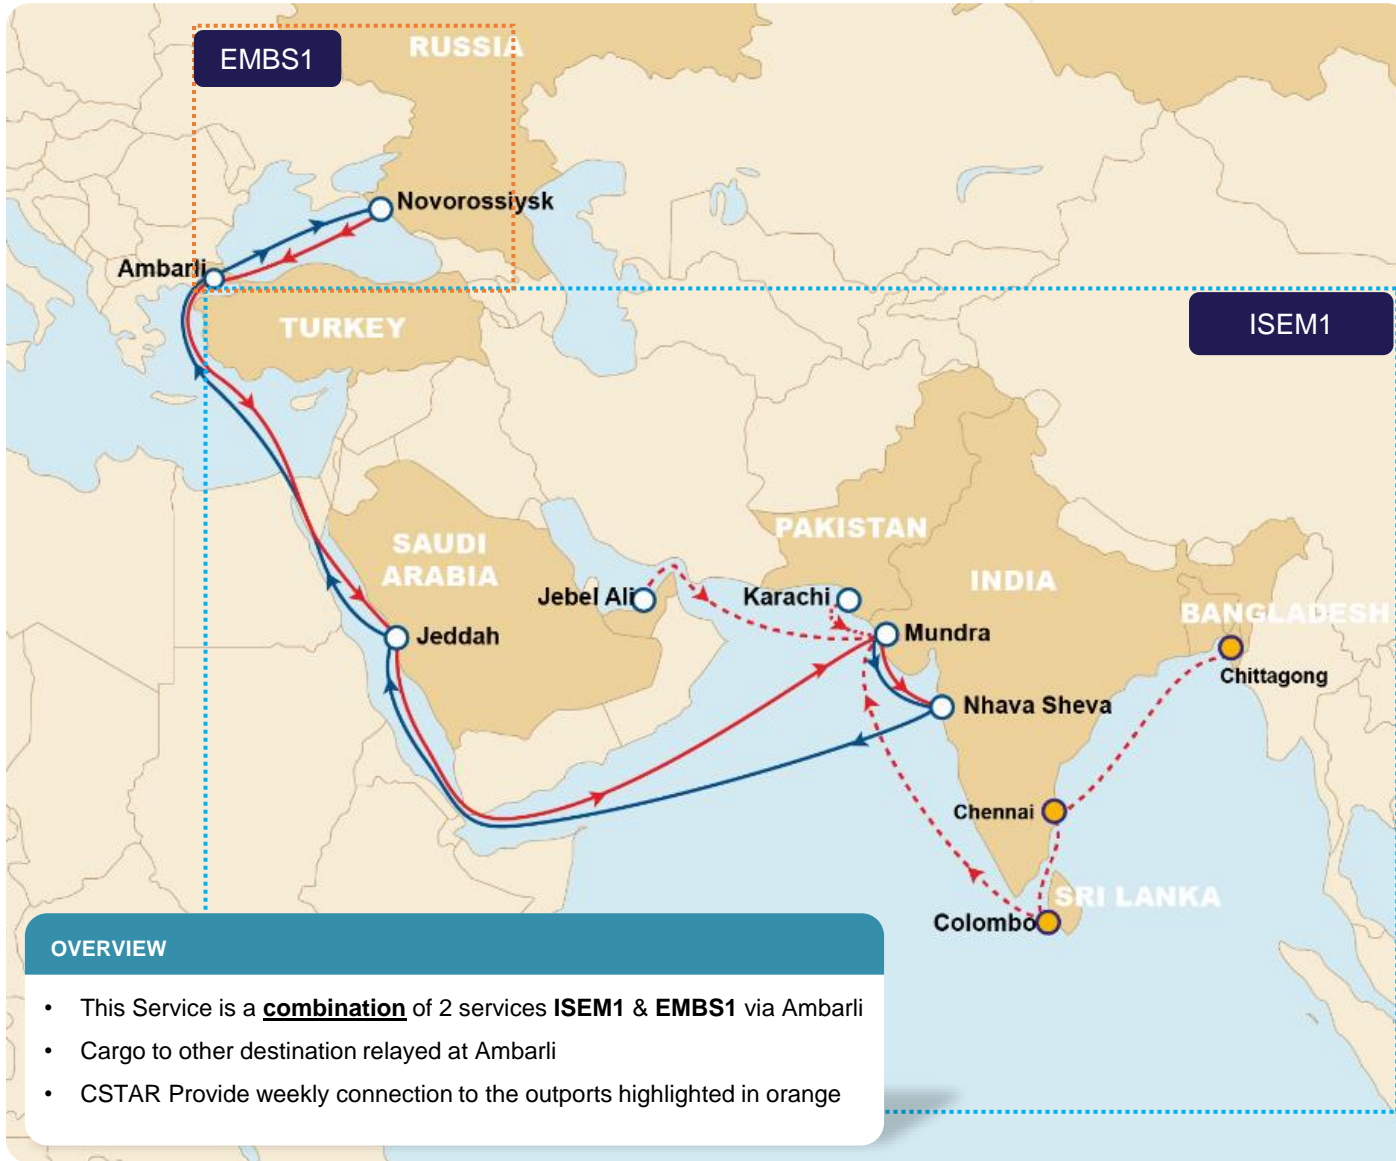 EMBS1
RUSSIA
Novorossiysk
Ambarli
TURKEY
ISEM1
PAKISTAN
SAUDI
ARABIA
INDIA
Jebel Ali
Karachi
BANGLADESH
Jeddah
Mundra
Chittagong
Nhava Sheva
Chennai
SRI LANKA
Colombo
OVERVIEW
• This Service is a combination of 2 services ISEM1 & EMBS1 via Ambarli
• Cargo to other destination relayed at Ambarli
• CSTAR Provide weekly connection to the outports highlighted in orange